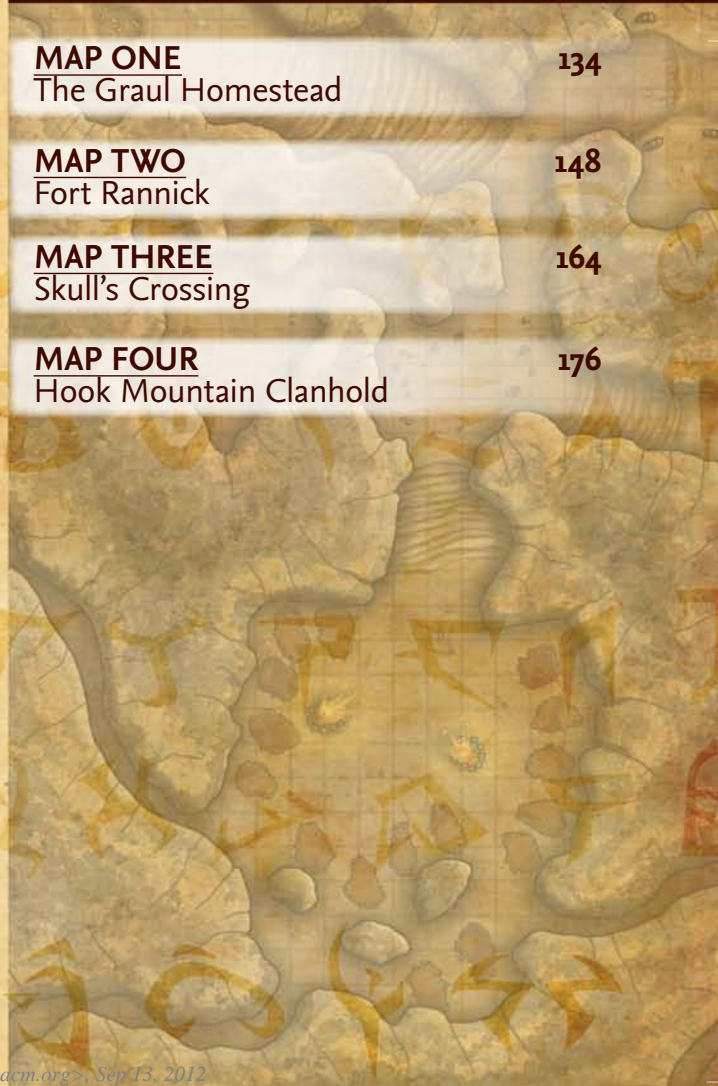 MAP ONE 134
The Graul Homestead
MAP TWO 148
Fort Rannick
MAP THREE 164
Skull's Crossing
MAP FOUR 176
Hook Mountain Clanhold
acm.org>, Sep 13, 2012